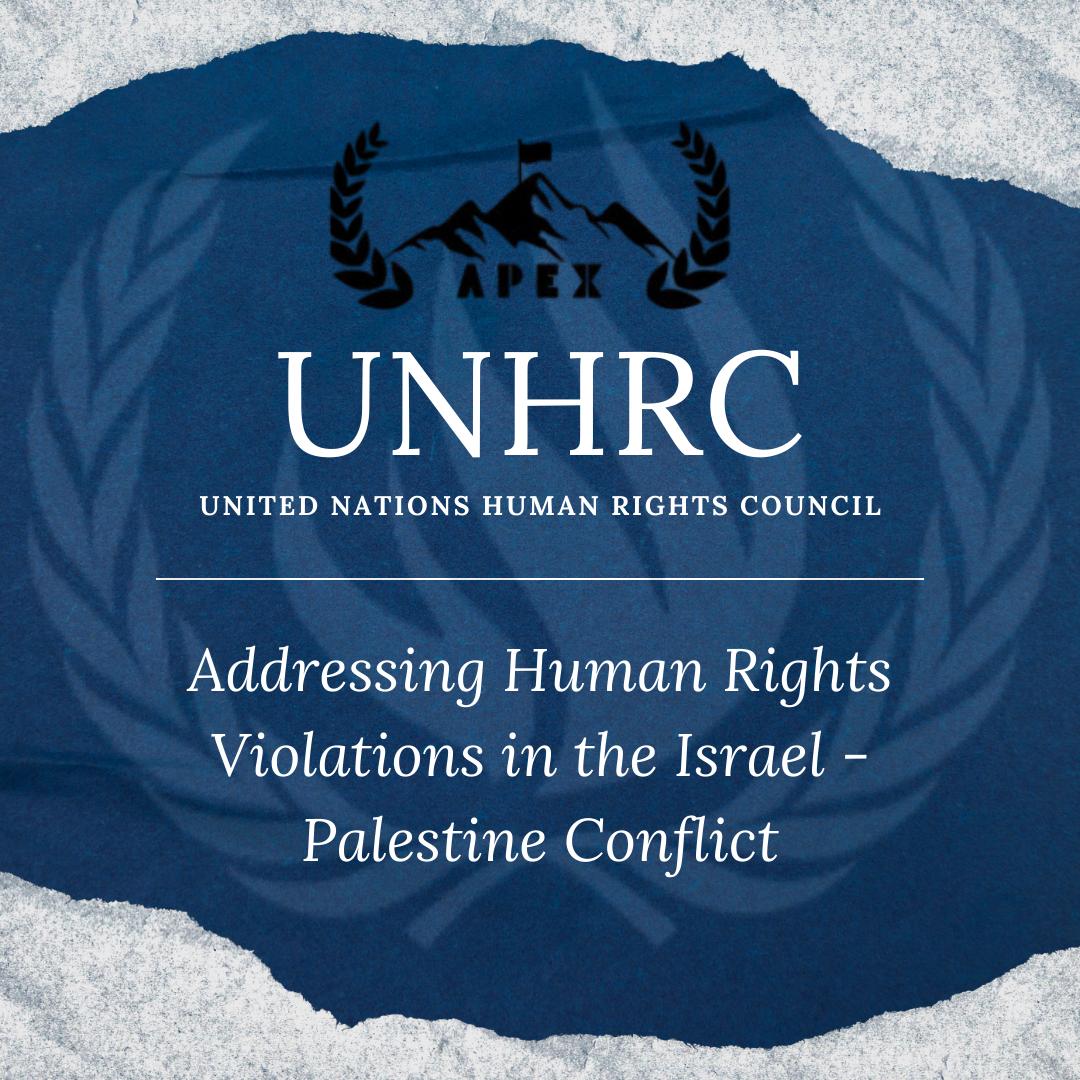 APEX
UNHRC
UNITED NATIONS HUMAN RIGHTS COUNCIL
Addressing Human Rights
Violations in the Israel -
Palestine Conflict